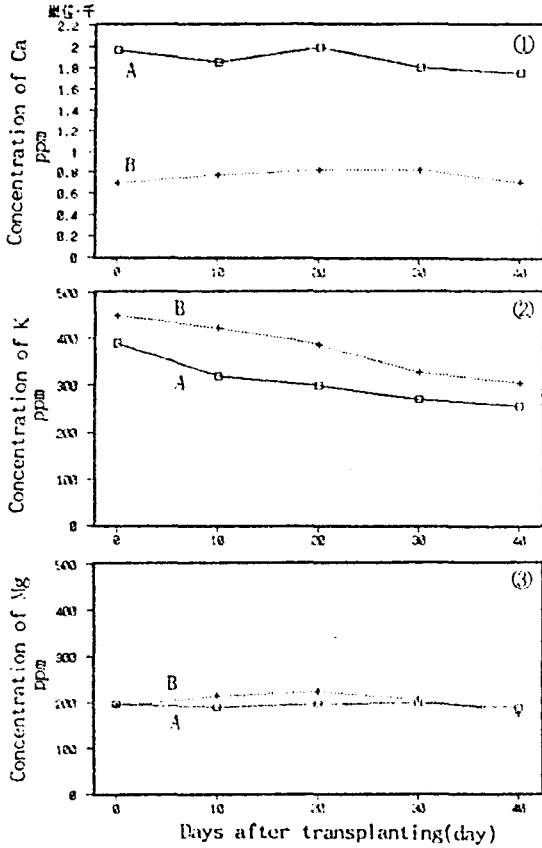 2.2
2
1.8
1.6
1.4
1.2
1
0.8
0.6
0.4
0.2
0
Concentration of Ca
ppm
①
A
B
0 10 20 30 40
500
400
300
200
100
0
Concentration of K
ppm
②
B
A
0 10 20 30 40
500
400
300
200
100
0
Concentration of Mg
ppm
③
B
A
0 10 20 30 40
Days after transplanting(day)